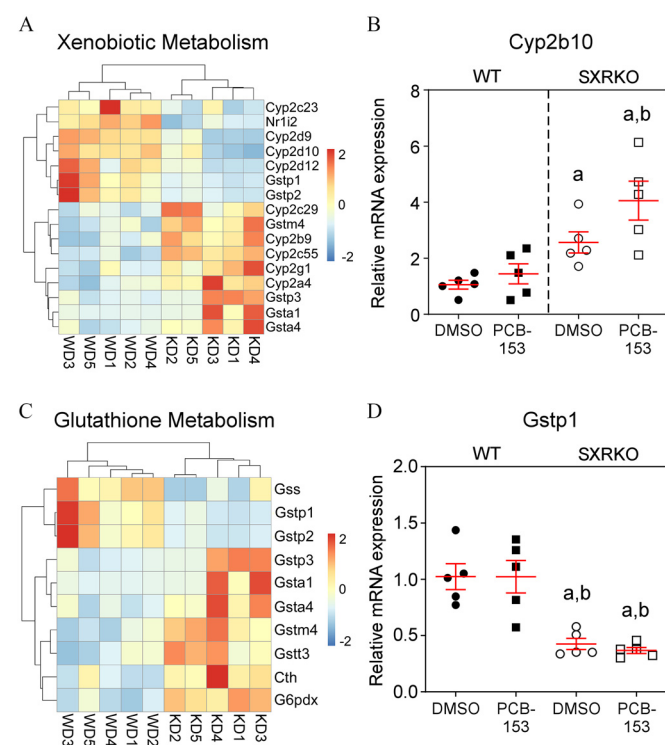 A
Xenobiotic Metabolism
Cyp2c23
Nr1i2
Cyp2d9
Cyp2d10
Cyp2d12
Gstp1
Gstp2
Cyp2c29
Gstm4
Cyp2b9
Cyp2c55
Cyp2g1
Cyp2a4
Gstp3
Gsta1
Gsta4
2
0
-2
WD3
WD5
WD1
WD2
WD4
KD2
KD5
KD3
KD1
KD4
B
Cyp2b10
WT
SXRKO
Relative mRNA expression
8
6
4
2
0
a
a,b
DMSO
PCB-
153
DMSO
PCB-
153
C
Glutathione Metabolism
Gss
Gstp1
Gstp2
Gstp3
Gsta1
Gsta4
Gstm4
Gstt3
Cth
G6pdx
2
0
-2
WD3
WD5
WD4
WD1
WD2
KD2
KD5
KD4
KD1
KD3
D
Gstp1
WT
SXRKO
Relative mRNA expression
2.0
1.5
1.0
0.5
0.0
a,b
a,b
DMSO
PCB-
153
DMSO
PCB-
153